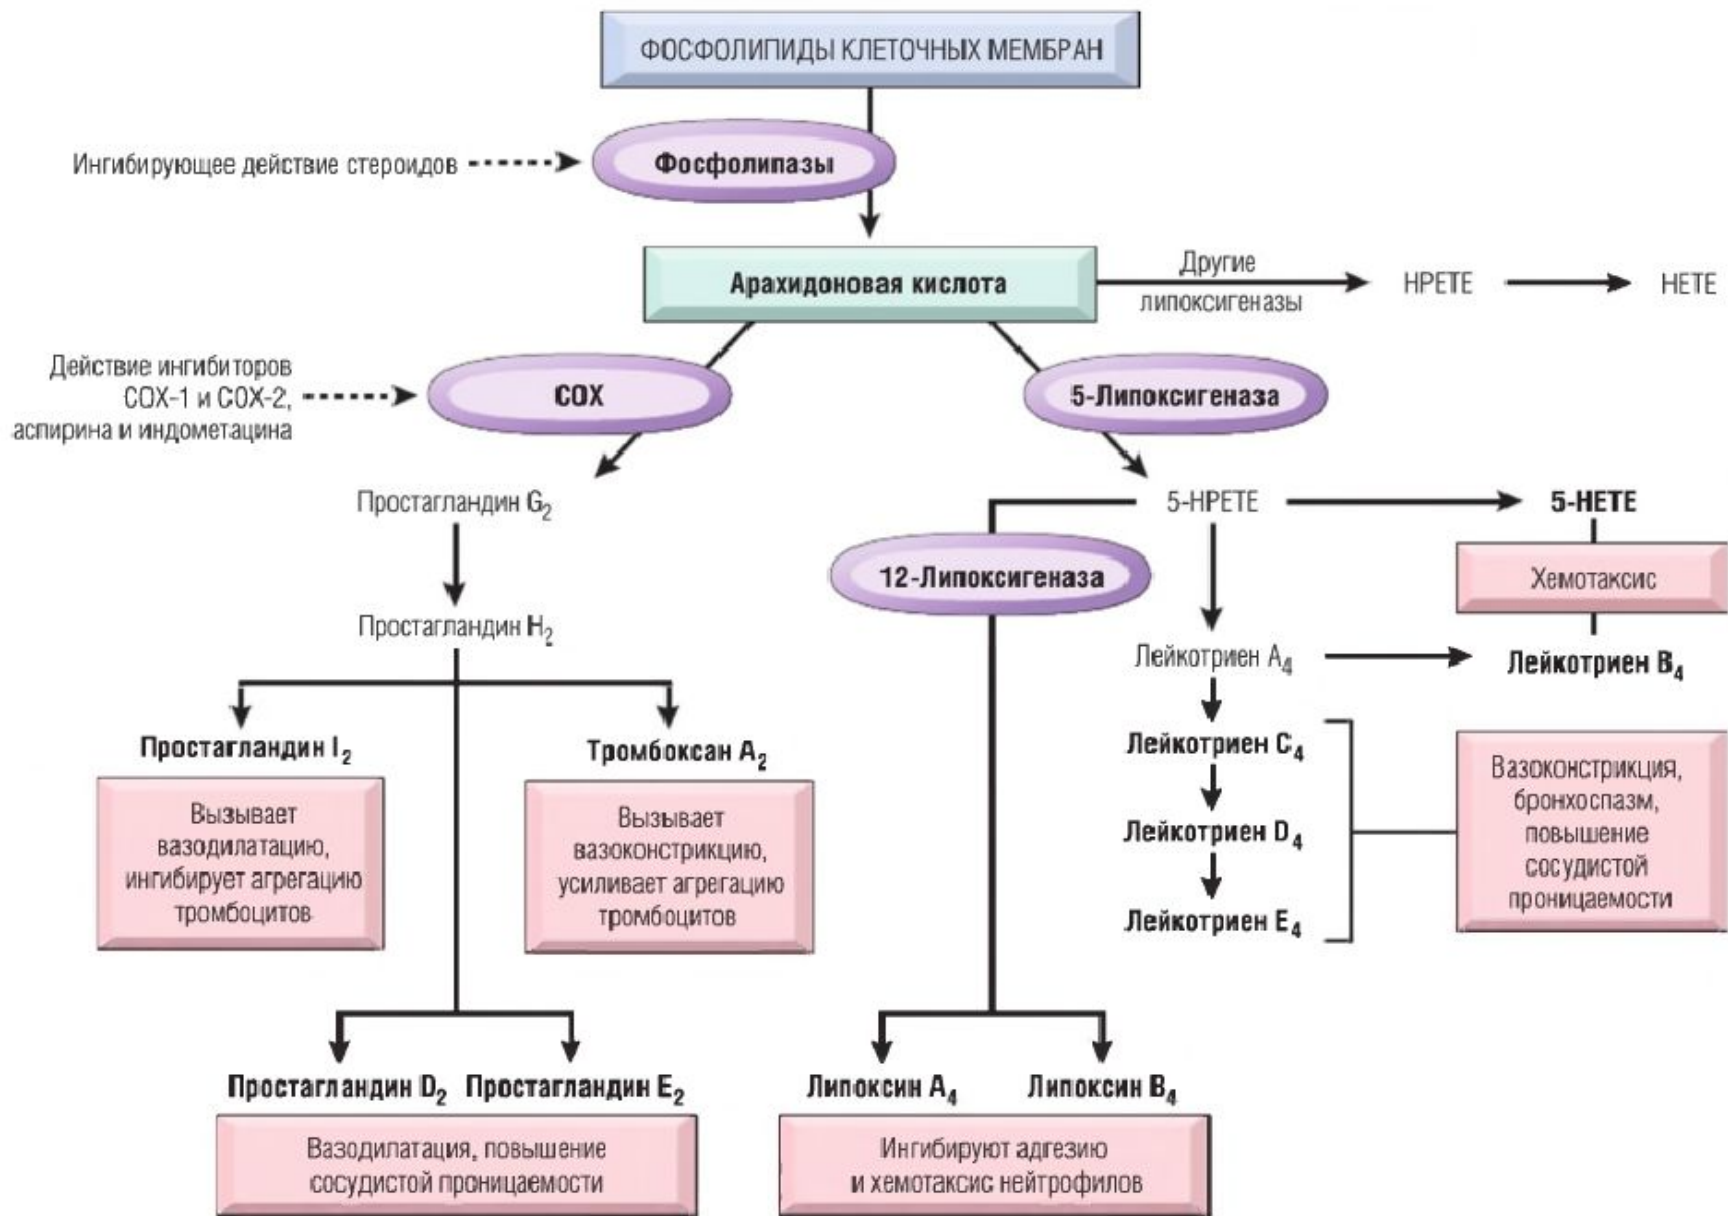 ФОСФОЛИПИДЫ КЛЕТОЧНЫХ МЕМБРАН
Ингибирующее действие стероидов
Фосфолипазы
Арахидоновая кислота
Другие
липоксигеназы
HPETE
HETE
Действие ингибиторов
COX-1 и COX-2,
аспирина и индометацина
COX
5-Липоксигеназа
Простагландин G₂
5-HPETE
5-HETE
12-Липоксигеназа
Хемотаксис
Простагландин H₂
Лейкотриен A₄
Лейкотриен B₄
Простагландин I₂
Тромбоксан A₂
Лейкотриен C₄
Вызывает
вазодилатацию,
ингибирует агрегацию
тромбоцитов
Вызывает
вазоконстрикцию,
усиливает агрегацию
тромбоцитов
Лейкотриен D₄
Лейкотриен E₄
Вазоконстрикция,
бронхоспазм,
повышение
сосудистой
проницаемости
Простагландин D₂
Простагландин E₂
Липоксин A₄
Липоксин B₄
Вазодилатация, повышение
сосудистой проницаемости
Ингибируют адгезию
и хемотаксис нейтрофилов